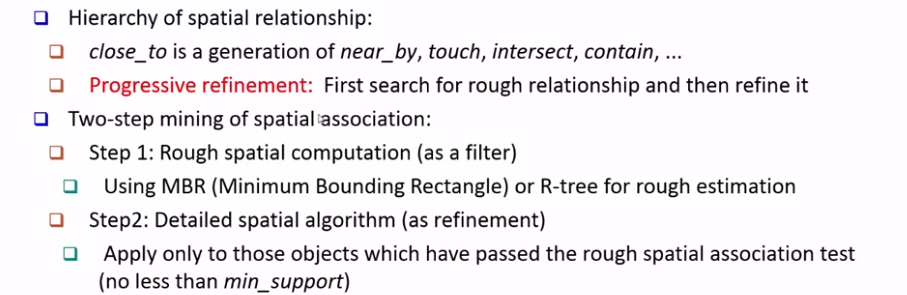 Hierarchy of spatial relationship:
close_to is a generation of near_by, touch, intersect, contain, ...
Progressive refinement: First search for rough relationship and then refine it
Two-step mining of spatial association:
Step 1: Rough spatial computation (as a filter)
Using MBR (Minimum Bounding Rectangle) or R-tree for rough estimation
Step2: Detailed spatial algorithm (as refinement)
Apply only to those objects which have passed the rough spatial association test
(no less than min_support)